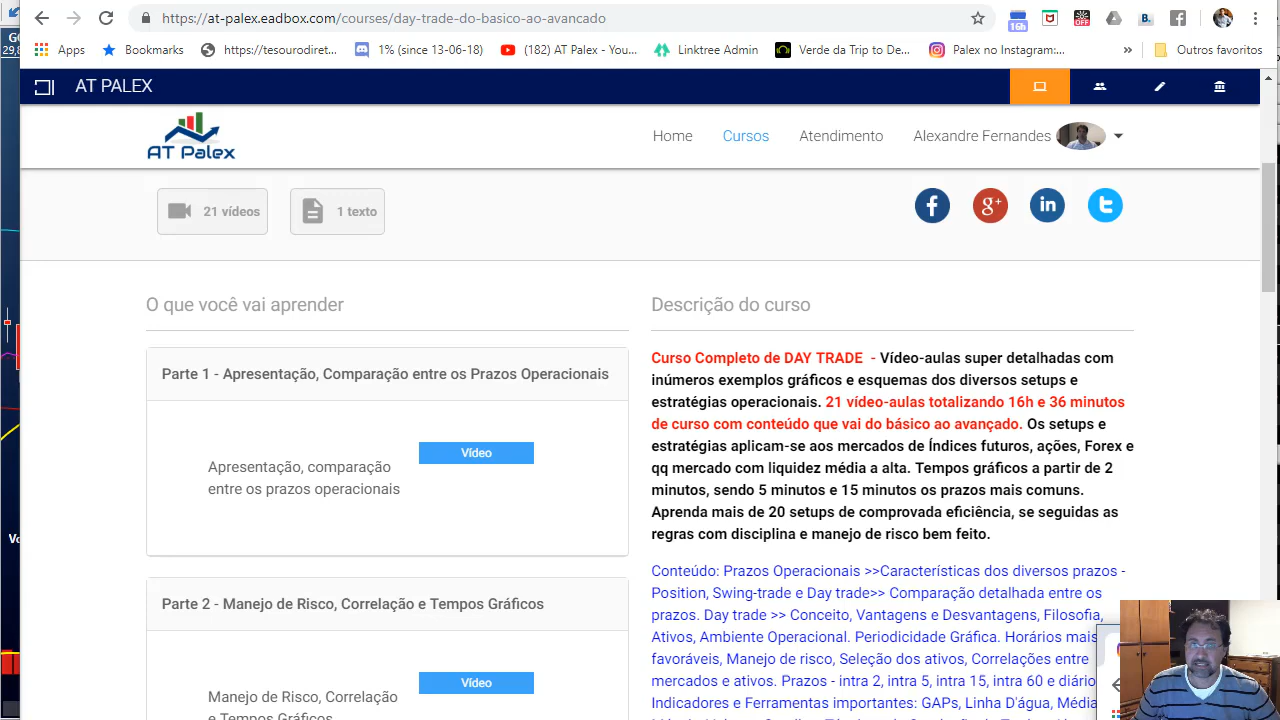 GO
29,8
https://at-palex.eadbox.com/courses/day-trade-do-basico-ao-avancado
16h
OFF
B.
Apps
Bookmarks
https://tesourodiret...
1% (since 13-06-18)
(182) AT Palex - You...
Linktree Admin
Verde da Trip to De...
Palex no Instagram:...
»
Outros favoritos
AT PALEX
AT Palex
Home
Cursos
Atendimento
Alexandre Fernandes
21 vídeos
1 texto
f
g+
in
t
O que você vai aprender
Parte 1 - Apresentação, Comparação entre os Prazos Operacionais
Apresentação, comparação
entre os prazos operacionais
Vídeo
Parte 2 - Manejo de Risco, Correlação e Tempos Gráficos
Manejo de Risco, Correlação
e Tempos Gráficos
Vídeo
Vo
Descrição do curso
Curso Completo de DAY TRADE - Vídeo-aulas super detalhadas com
inúmeros exemplos gráficos e esquemas dos diversos setups e
estratégias operacionais. 21 vídeo-aulas totalizando 16h e 36 minutos
de curso com conteúdo que vai do básico ao avançado. Os setups e
estratégias aplicam-se aos mercados de Índices futuros, ações, Forex e
qq mercado com liquidez média a alta. Tempos gráficos a partir de 2
minutos, sendo 5 minutos e 15 minutos os prazos mais comuns.
Aprenda mais de 20 setups de comprovada eficiência, se seguidas as
regras com disciplina e manejo de risco bem feito.
Conteúdo: Prazos Operacionais >>Características dos diversos prazos -
Position, Swing-trade e Day trade>> Comparação detalhada entre os
prazos. Day trade >> Conceito, Vantagens e Desvantagens, Filosofia,
Ativos, Ambiente Operacional. Periodicidade Gráfica. Horários mais
favoráveis, Manejo de risco, Seleção dos ativos, Correlações entre
mercados e ativos. Prazos - intra 2, intra 5, intra 15, intra 60 e diário
Indicadores e Ferramentas importantes: GAPs, Linha D'água, Média